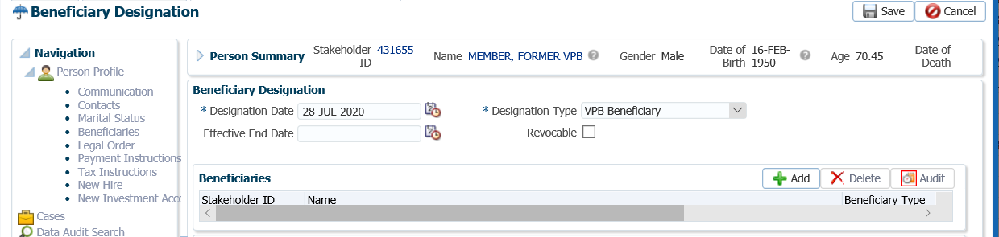 Beneficiary Designation
Save
Cancel
Navigation
Person Profile
Communication
Contacts
Marital Status
Beneficiaries
Legal Order
Payment Instructions
Tax Instructions
New Hire
New Investment Acc
Cases
Data Audit Search
Person Summary
Stakeholder ID 431655
Name MEMBER, FORMER VPB
Gender Male
Date of Birth 16-FEB-1950
Age 70.45
Date of Death
Beneficiary Designation
* Designation Date 28-JUL-2020
* Designation Type VPB Beneficiary
Effective End Date
Revocable
Beneficiaries
Add
Delete
Audit
Stakeholder ID
Name
Beneficiary Type